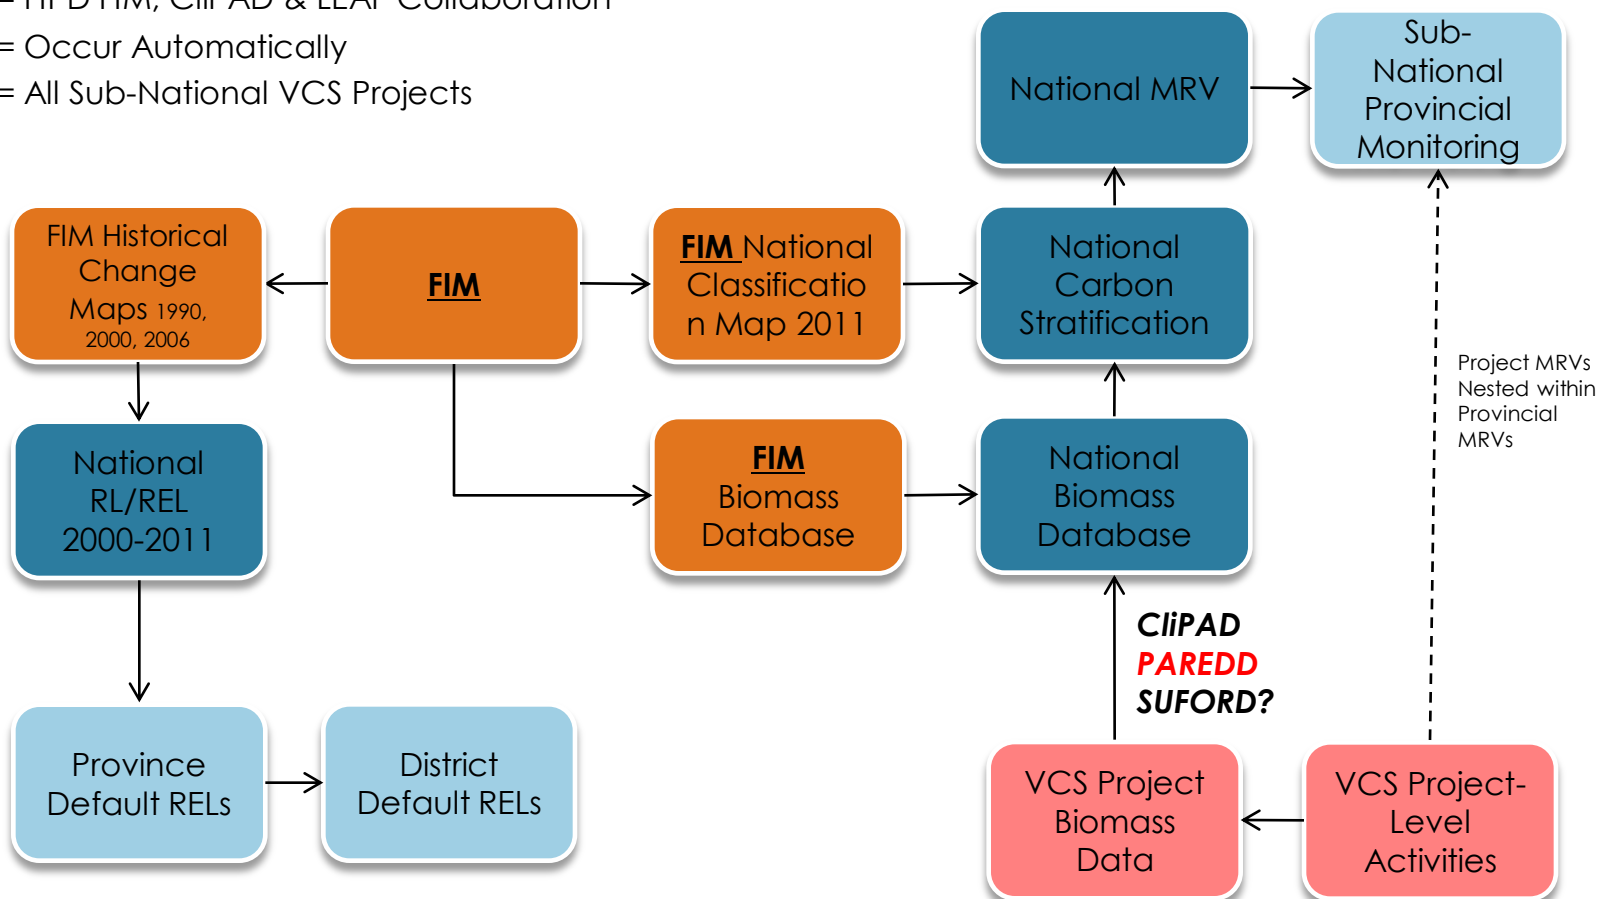 = Occur Automatically
= All Sub-National VCS Projects
National MRV
Sub-
National
Provincial
Monitoring
FIM Historical
Change
Maps 1990,
2000, 2006
FIM
FIM National
Classificatio
n Map 2011
National
Carbon
Stratification
Project MRVs
Nested within
Provincial
MRVs
National
RL/REL
2000-2011
FIM
Biomass
Database
National
Biomass
Database
CliPAD
PAREDD
SUFORD?
Province
Default RELs
District
Default RELs
VCS Project
Biomass
Data
VCS Project-
Level
Activities